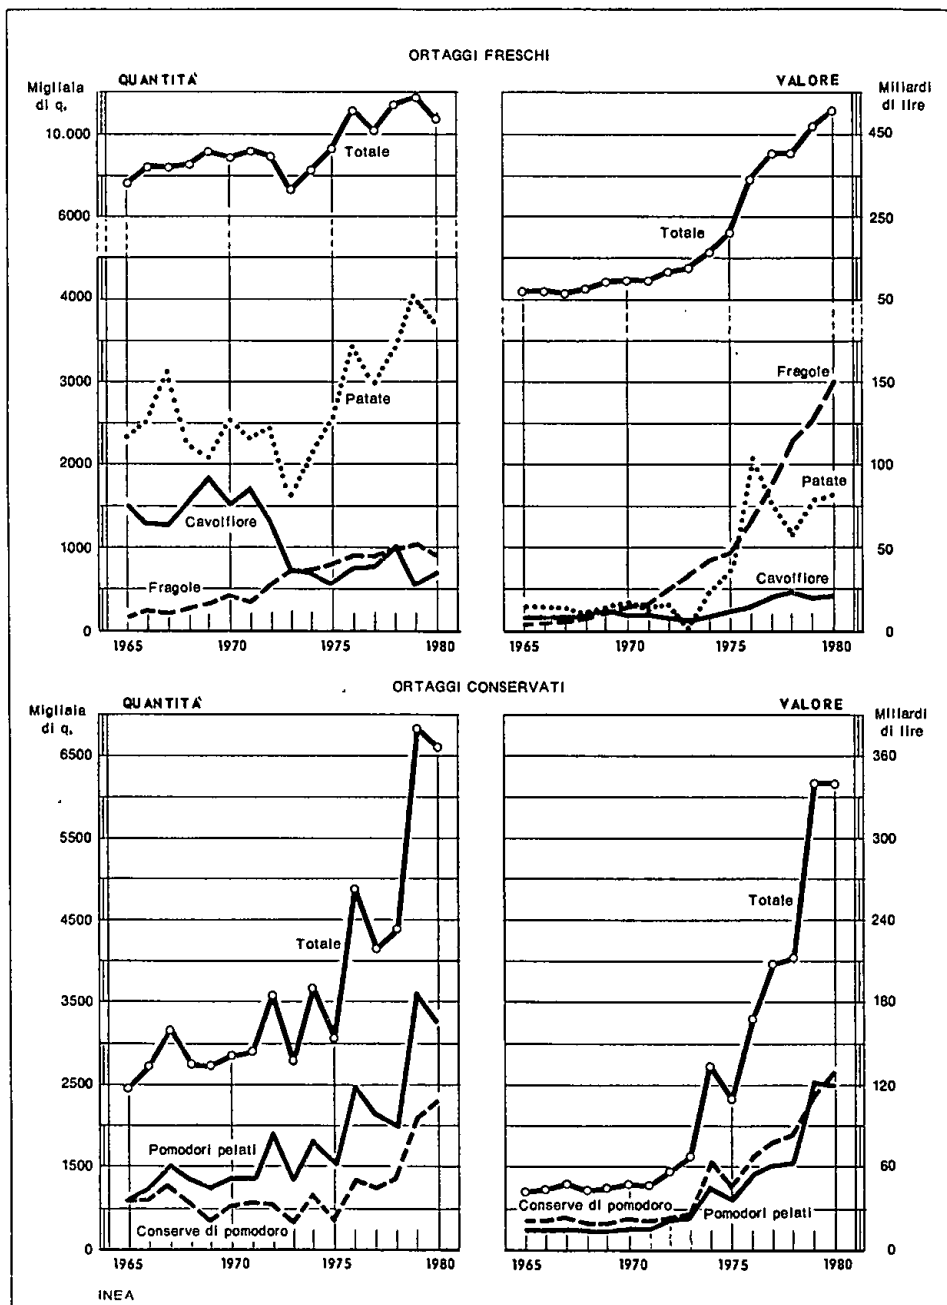 ORTAGGI FRESCHI
QUANTITÀ
Migliaia
di q.
10.000
6000
4000
3000
2000
1000
0
Totale
Patate
Cavolfiore
Fragole
1965 1970 1975 1980
VALORE
Miliardi
di lire
450
250
50
150
100
50
0
Totale
Fragole
Patate
Cavolfiore
1965 1970 1975 1980
ORTAGGI CONSERVATI
QUANTITÀ
Migliaia
di q.
6500
5500
4500
3500
2500
1500
0
Totale
Pomodori pelati
Conserve di pomodoro
1965 1970 1975 1980
VALORE
Miliardi
di lire
360
300
240
180
120
60
0
Totale
Conserve di pomodoro
Pomodori pelati
1965 1970 1975 1980
INEA